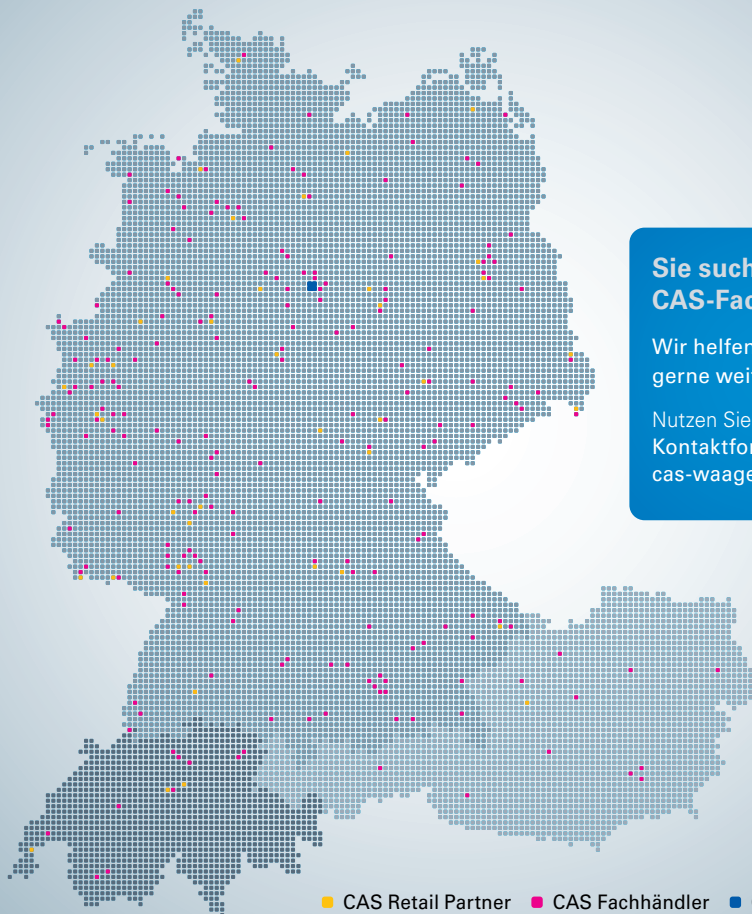 Sie such
CAS-Fac
Wir helfen
gerne wei
Nutzen Sie
Kontaktfor
cas-waage
CAS Retail Partner CAS Fachhändler